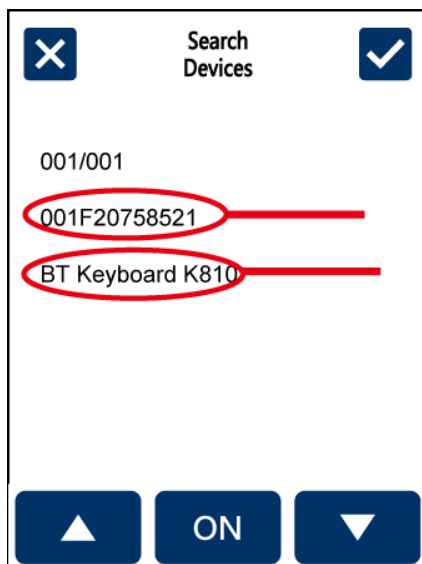 Search
Devices
001/001
001F20758521
BT Keyboard K810
ON